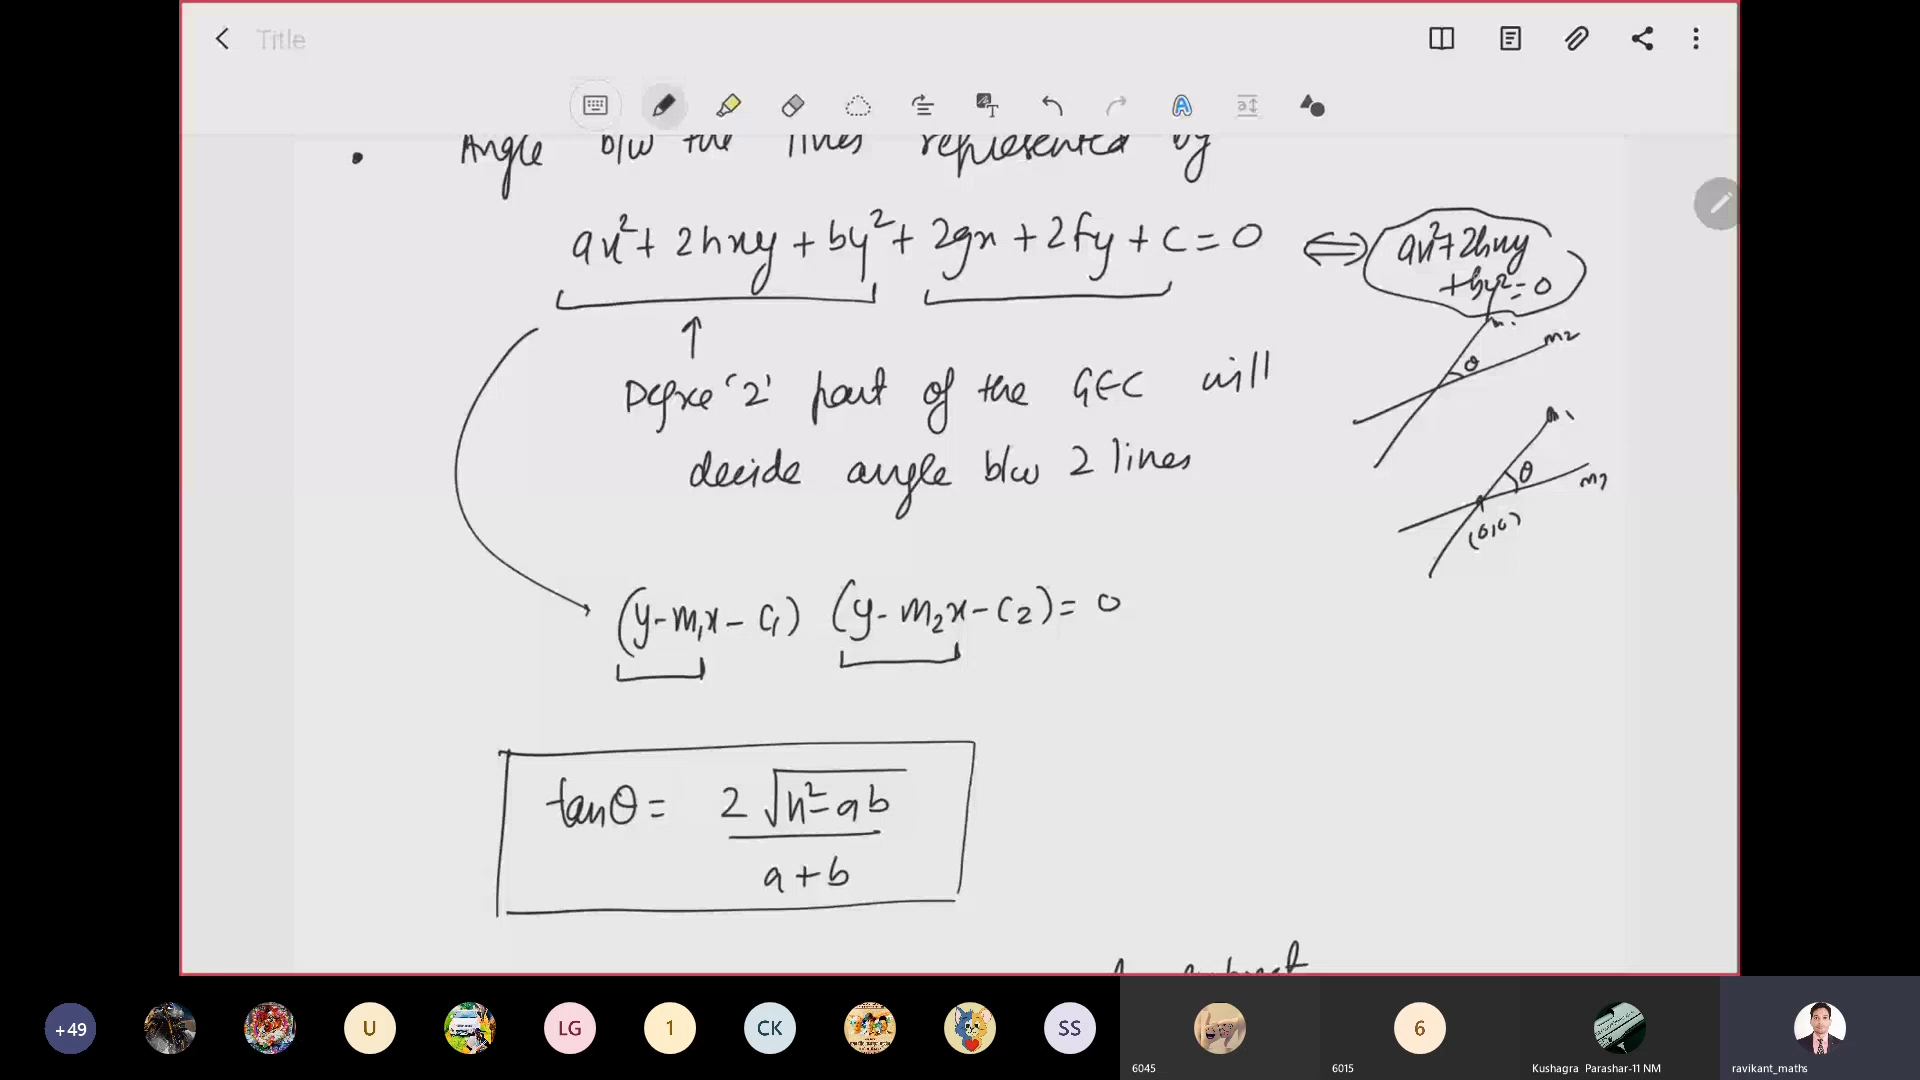 Title
• Angle b/w the lines represented by
ax²+ 2hxy + by²+ 2gx + 2fy + c = 0 ⟺ ax²+2hxy
+by²=0
↑
Degree '2' part of the GEC will
decide angle b/w 2 lines
m₁
m2
θ
m₁
θ
m₂
(0,0)
(y-m₁x - c₁) (y- m₂x - c₂) = 0
tanθ = 2√h²-ab
a+b
+49
U
LG
1
CK
SS
6
6045
6015
Kushagra Parashar-11 NM
ravikant_maths